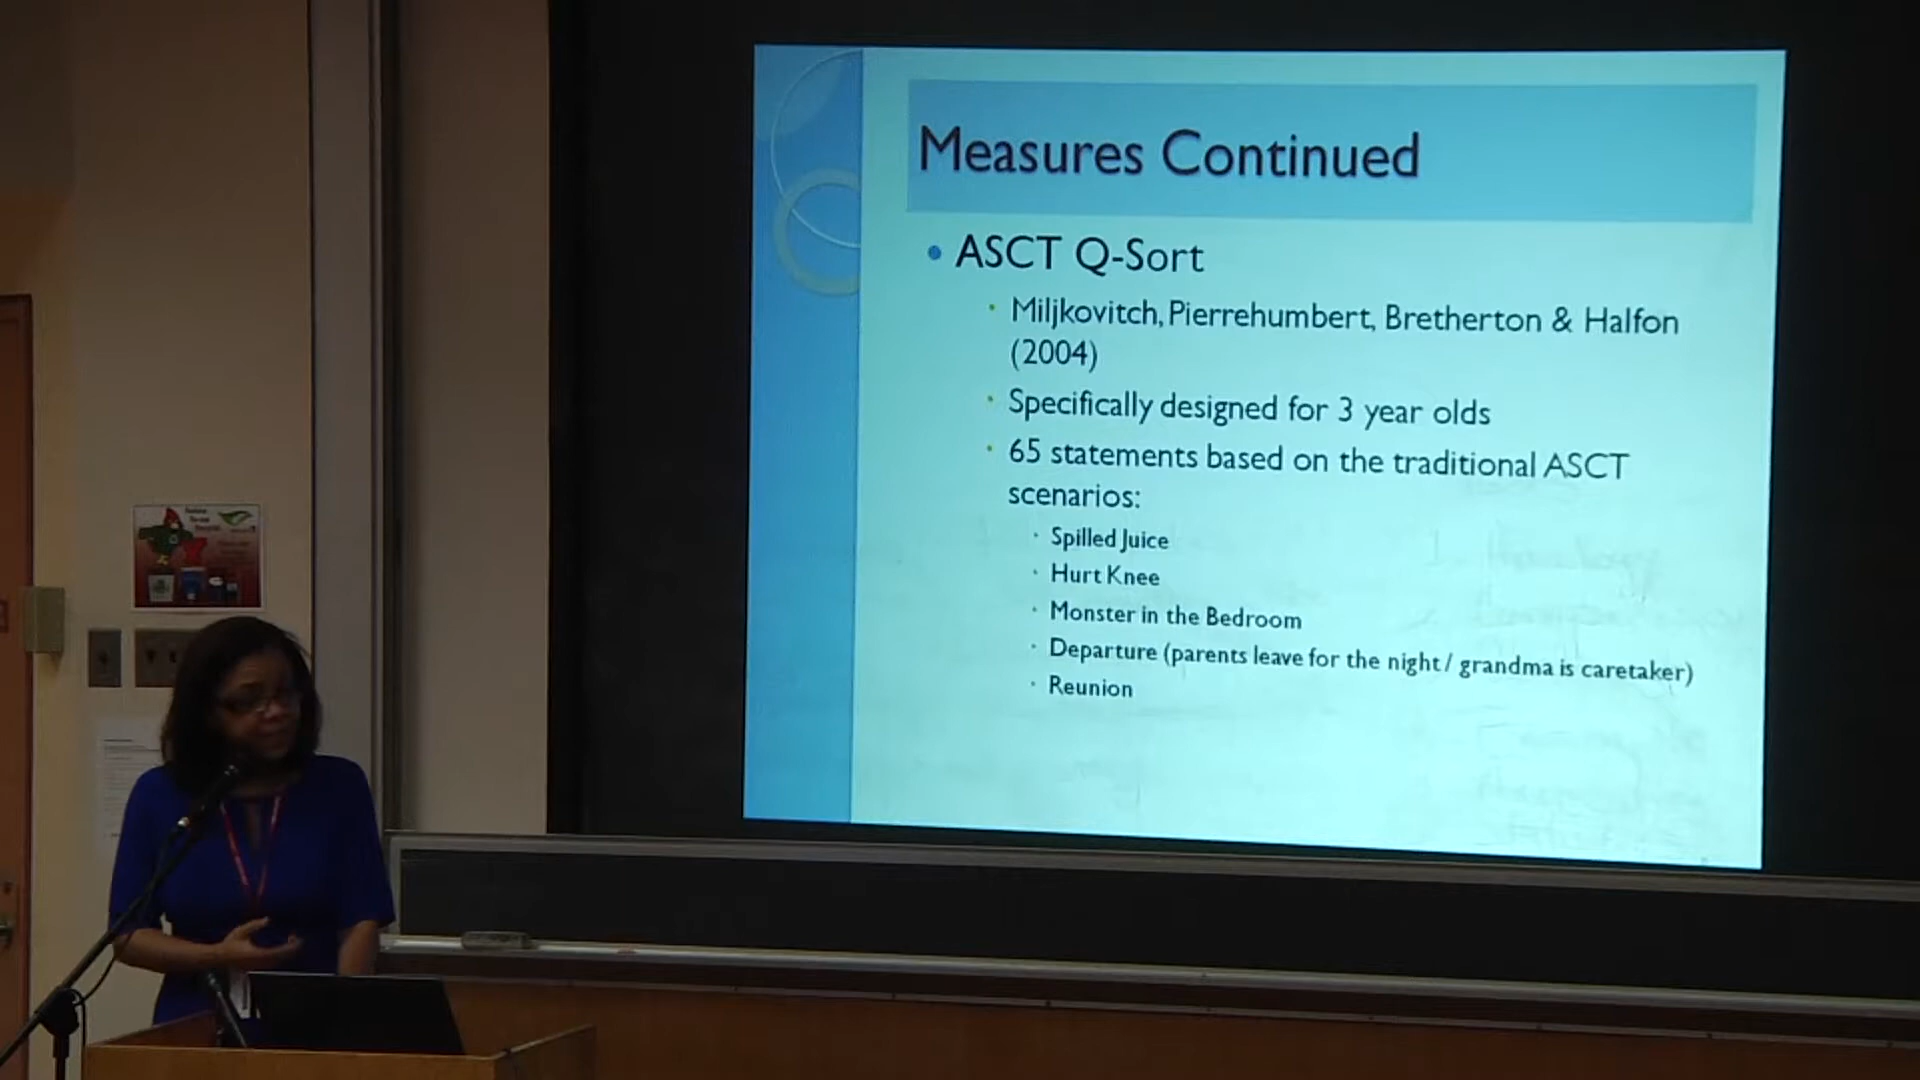 Measures Continued
ASCT Q-Sort
Miljkovitch, Pierrehumbert, Bretherton & Halfon
(2004)
Specifically designed for 3 year olds
65 statements based on the traditional ASCT
scenarios:
Spilled Juice
Hurt Knee
Monster in the Bedroom
Departure (parents leave for the night / grandma is caretaker)
Reunion